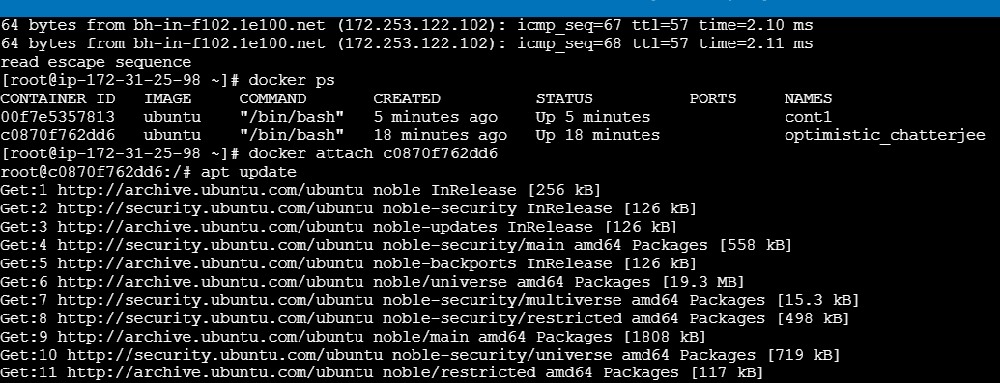 64 bytes from bh-in-f102.1e100.net (172.253.122.102): icmp_seq=67 ttl=57 time=2.10 ms
64 bytes from bh-in-f102.1e100.net (172.253.122.102): icmp_seq=68 ttl=57 time=2.11 ms
read escape sequence
[root@ip-172-31-25-98 ~]# docker ps
CONTAINER ID   IMAGE     COMMAND       CREATED          STATUS          PORTS     NAMES
00f7e5357813   ubuntu    "/bin/bash"   5 minutes ago    Up 5 minutes              cont1
c0870f762dd6   ubuntu    "/bin/bash"   18 minutes ago   Up 18 minutes             optimistic_chatterjee
[root@ip-172-31-25-98 ~]# docker attach c0870f762dd6
root@c0870f762dd6:/# apt update
Get:1 http://archive.ubuntu.com/ubuntu noble InRelease [256 kB]
Get:2 http://security.ubuntu.com/ubuntu noble-security InRelease [126 kB]
Get:3 http://archive.ubuntu.com/ubuntu noble-updates InRelease [126 kB]
Get:4 http://security.ubuntu.com/ubuntu noble-security/main amd64 Packages [558 kB]
Get:5 http://archive.ubuntu.com/ubuntu noble-backports InRelease [126 kB]
Get:6 http://archive.ubuntu.com/ubuntu noble/universe amd64 Packages [19.3 MB]
Get:7 http://security.ubuntu.com/ubuntu noble-security/multiverse amd64 Packages [15.3 kB]
Get:8 http://security.ubuntu.com/ubuntu noble-security/restricted amd64 Packages [498 kB]
Get:9 http://archive.ubuntu.com/ubuntu noble/main amd64 Packages [1808 kB]
Get:10 http://security.ubuntu.com/ubuntu noble-security/universe amd64 Packages [719 kB]
Get:11 http://archive.ubuntu.com/ubuntu noble/restricted amd64 Packages [117 kB]